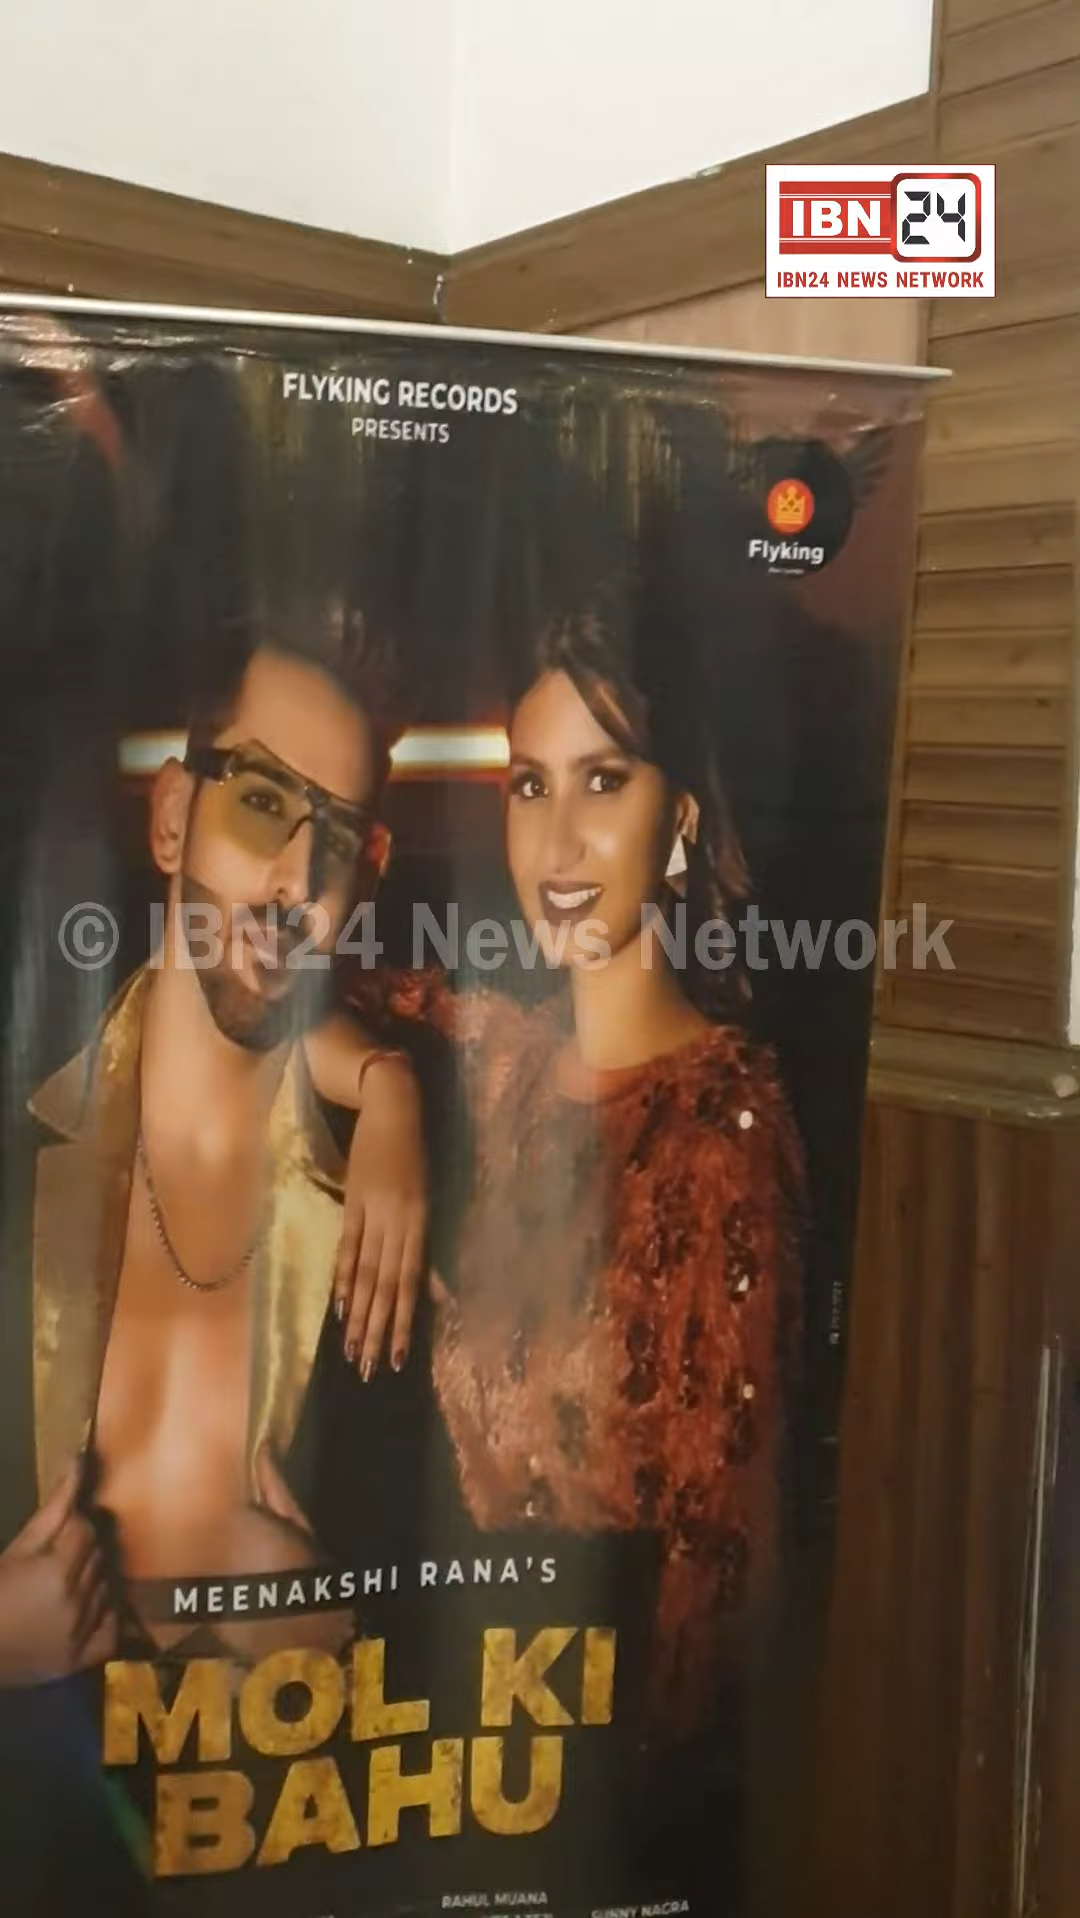 IBN 24
IBN24 NEWS NETWORK
FLYKING RECORDS
PRESENTS
Flyking
© IBN24 News Network
MEENAKSHI RANA'S
MOL KI
BAHU
RAHUL MUANA
SUNNY NAGRA